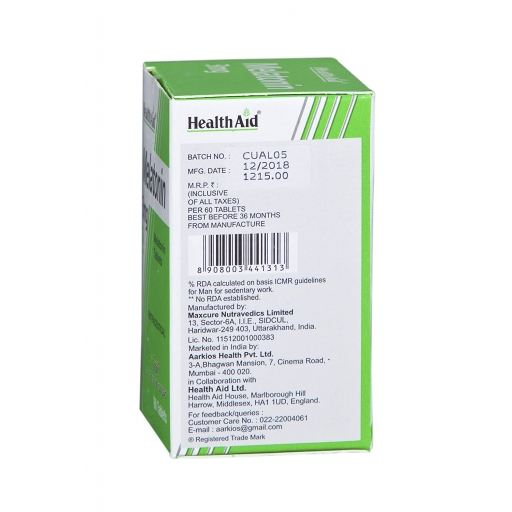 Melatonin
3mg
HealthAid®
BATCH NO. : CUAL05
MFG. DATE : 12/2018
M.R.P. ₹ : 1215.00
(INCLUSIVE
OF ALL TAXES)
PER 60 TABLETS
BEST BEFORE 36 MONTHS
FROM MANUFACTURE
8 908003 441313
% RDA calculated on basis ICMR guidelines
for Man for sedentary work.
** No RDA established.
Manufactured by:
Maxcure Nutravedics Limited
13, Sector-6A, I.I.E., SIDCUL,
Haridwar-249 403, Uttarakhand, India.
Lic. No. 11512001000383
Marketed in India by:
Aarkios Health Pvt. Ltd.
3-A,Bhagwan Mansion, 7, Cinema Road,
Mumbai - 400 020.
in Collaboration with
Health Aid Ltd.
Health Aid House, Marlborough Hill
Harrow, Middlesex, HA1 1UD, England.
For feedback/queries :
Customer Care No. : 022-22004061
E-mail : aarkios@gmail.com
® Registered Trade Mark
Melatonin